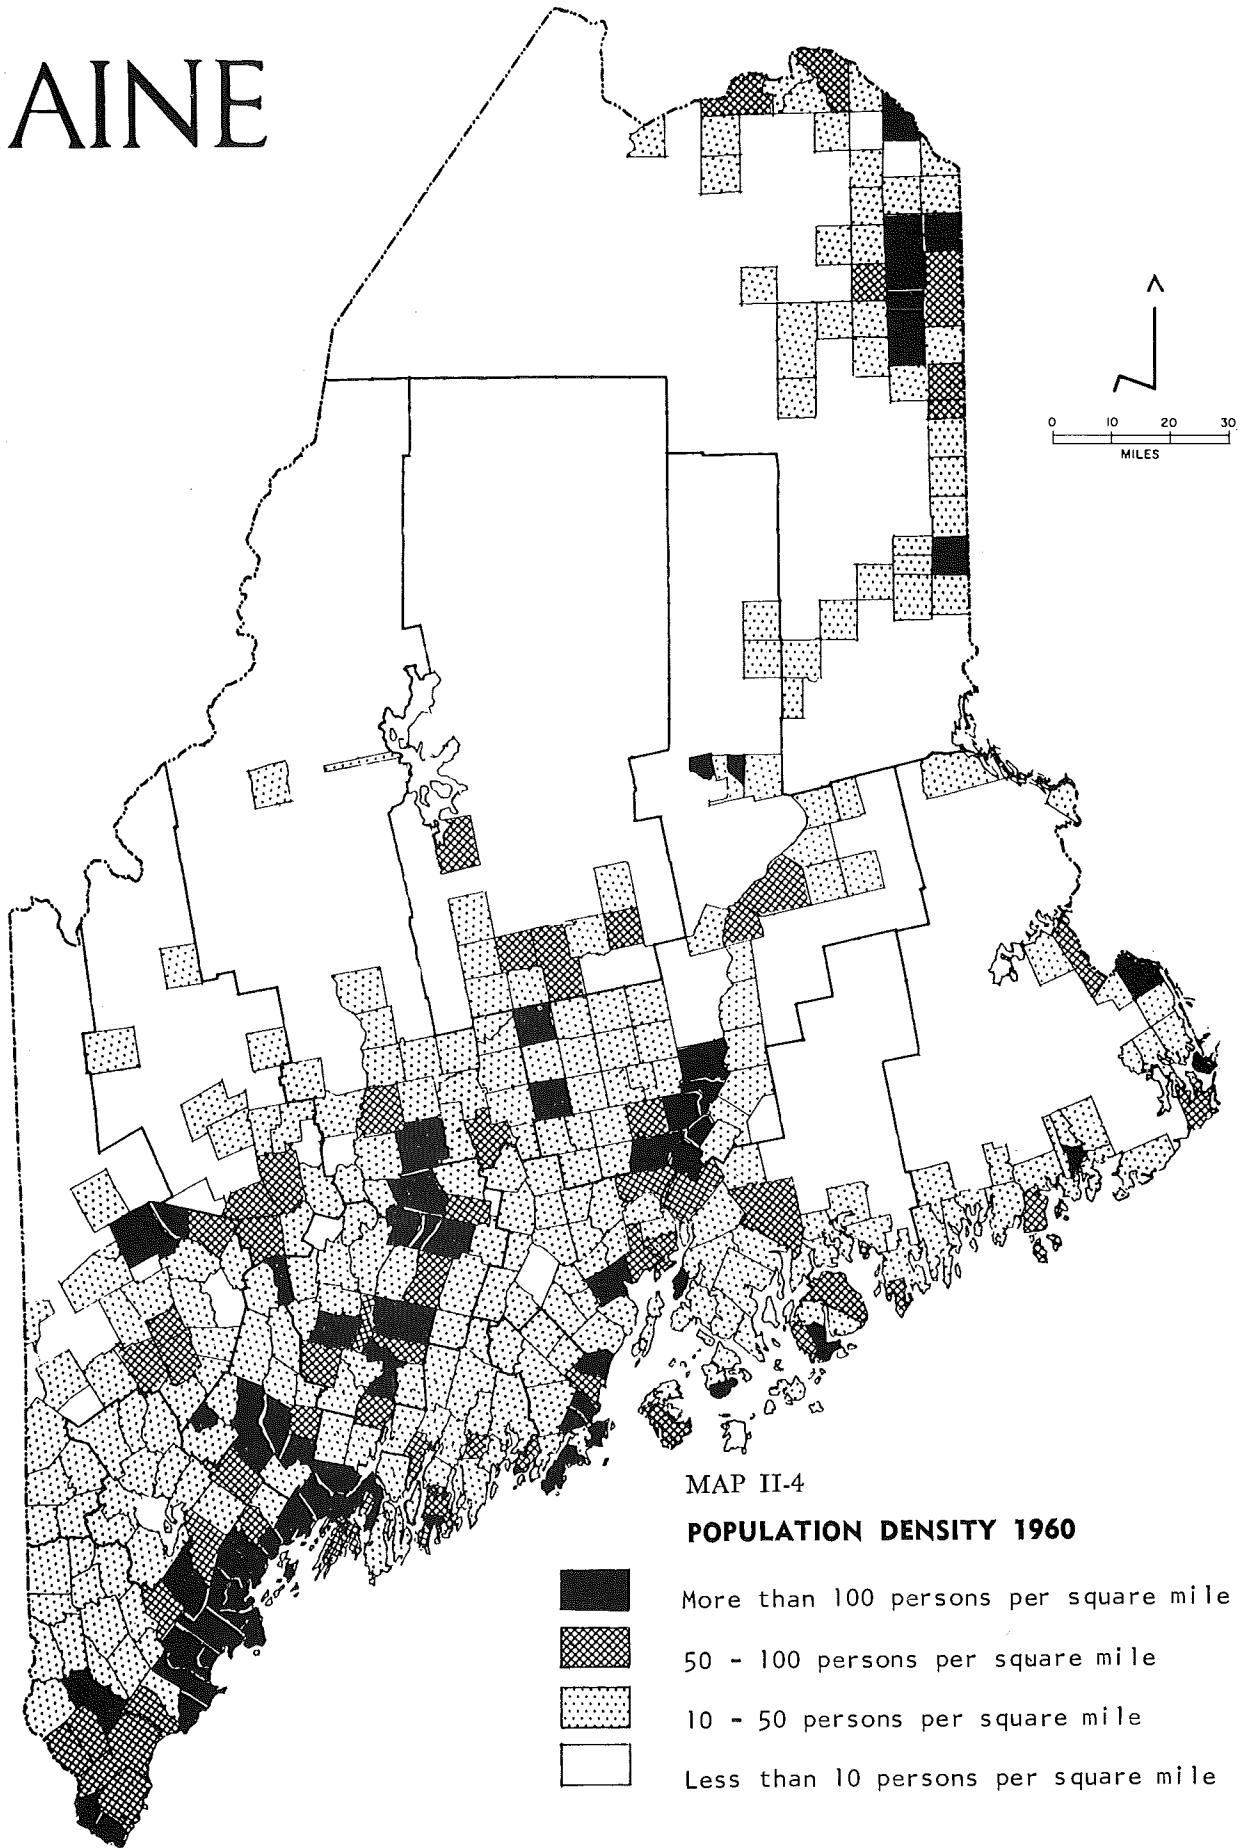 AINE
0 10 20 30
MILES
MAP II-4
POPULATION DENSITY 1960
More than 100 persons per square mile
50 - 100 persons per square mile
10 - 50 persons per square mile
Less than 10 persons per square mile